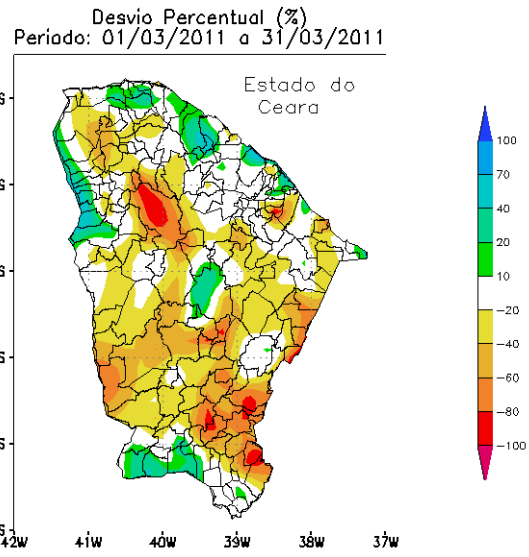 Desvio Percentual (%)
Periodo: 01/03/2011 a 31/03/2011
Estado do
Ceara
100
70
40
20
10
-20
-40
-60
-80
-100
S
S
S
S
S
S
42W 41W 40W 39W 38W 37W